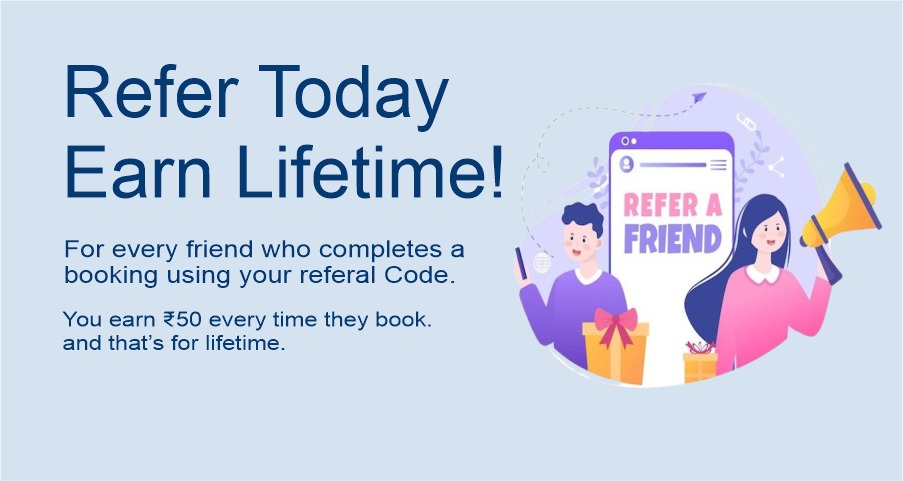 Refer Today
Earn Lifetime!
For every friend who completes a
booking using your referal Code.
You earn ₹50 every time they book.
and that's for lifetime.
REFER A
FRIEND